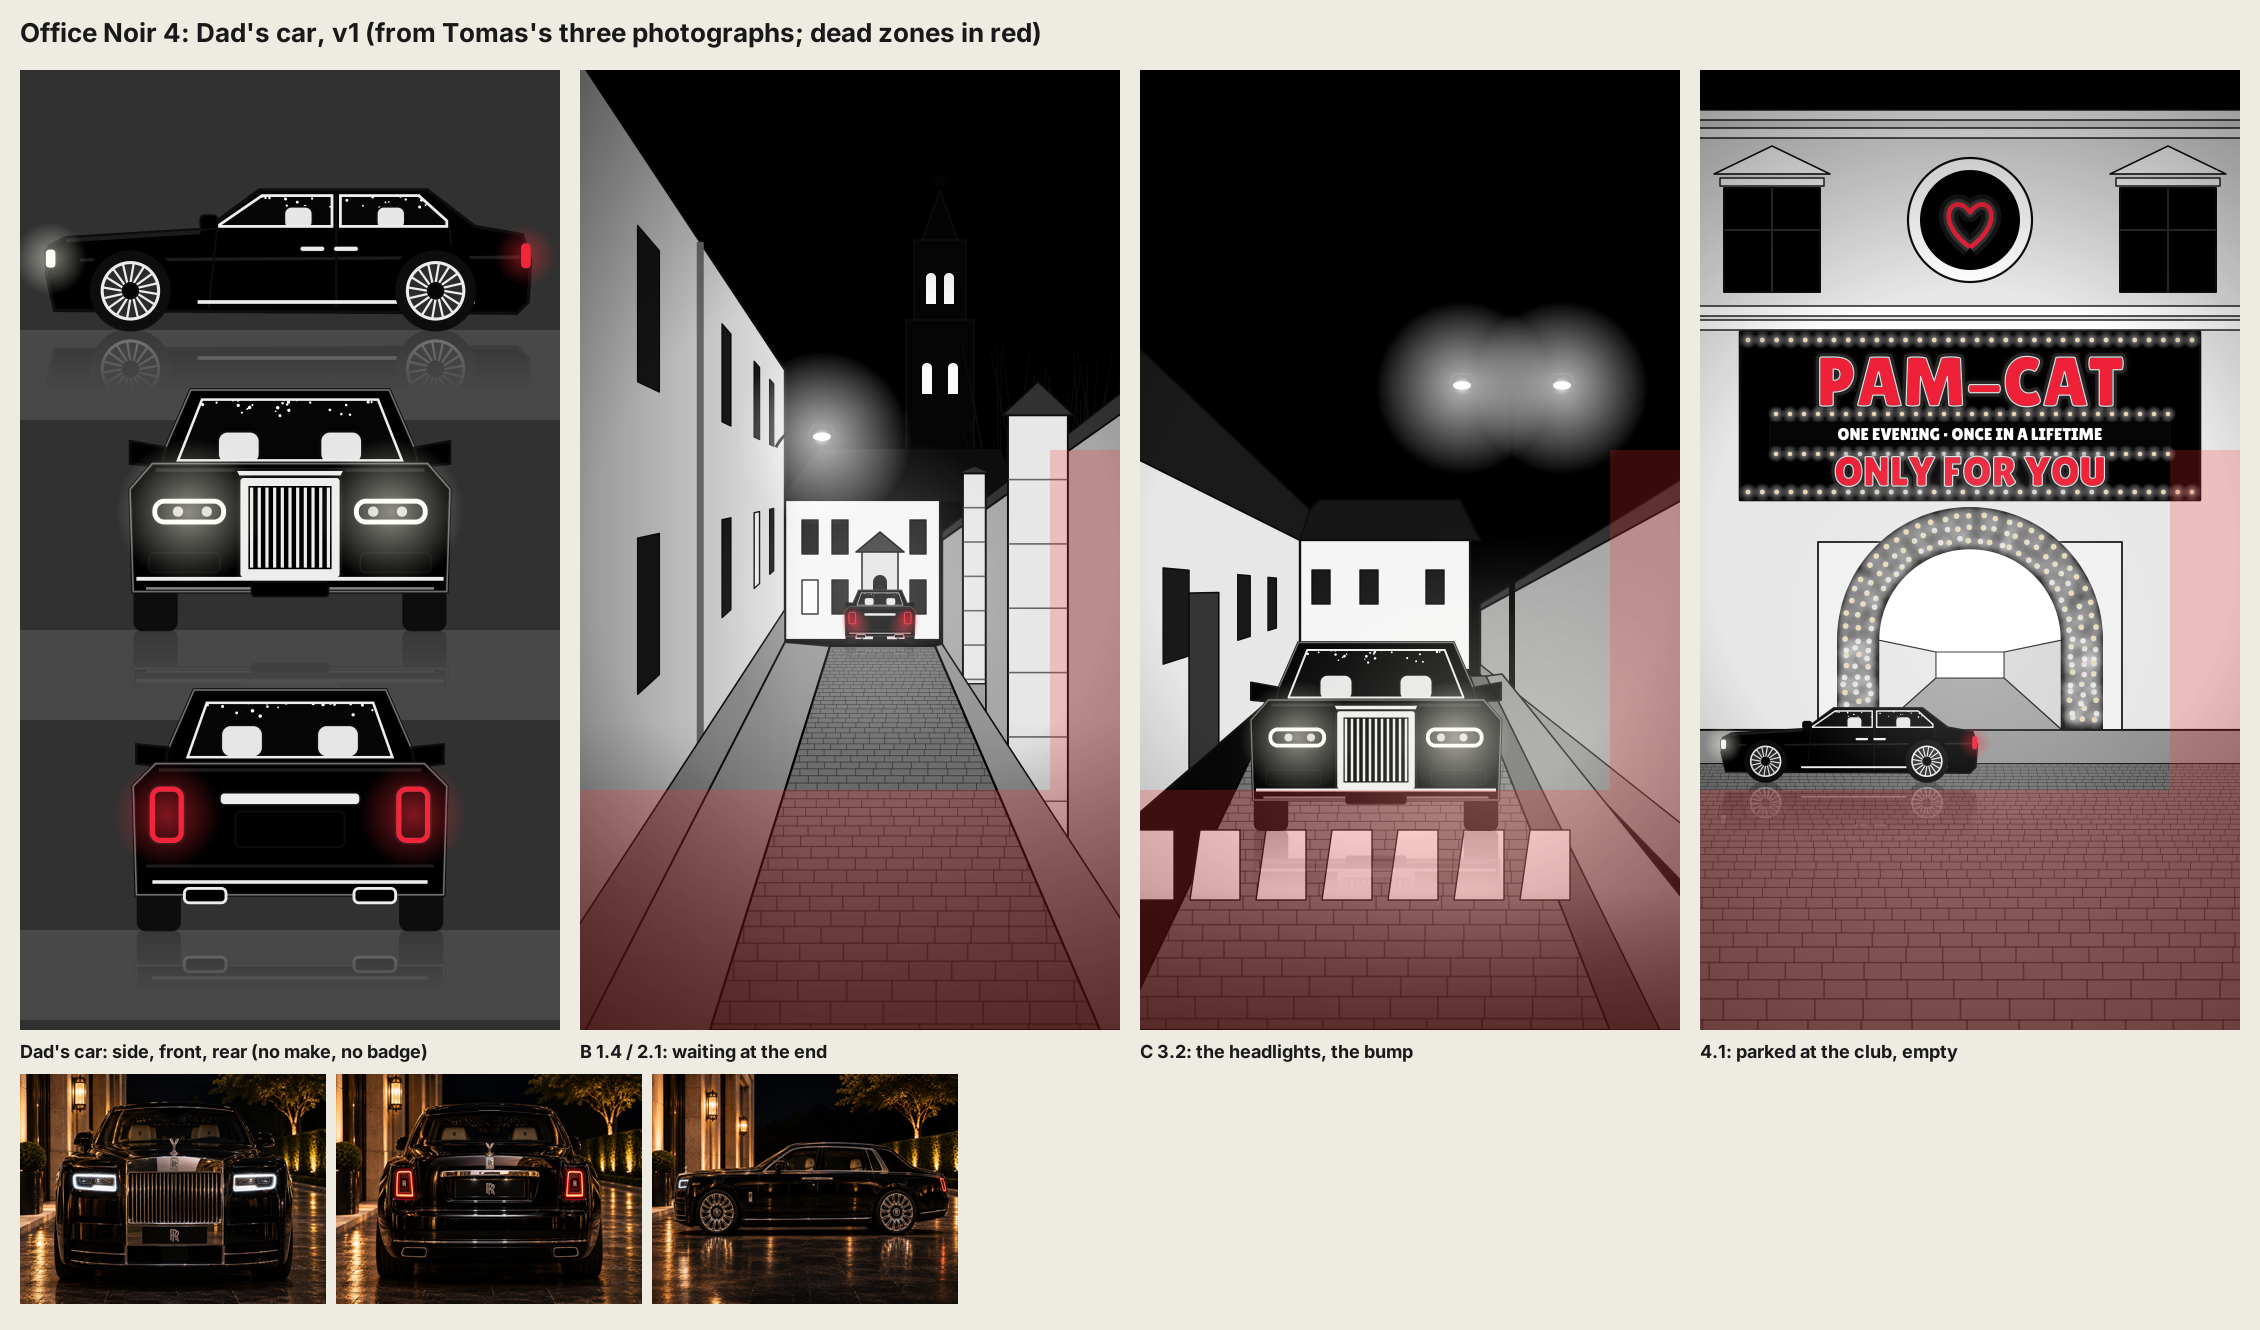 Office Noir 4: Dad's car, v1 (from Tomas's three photographs; dead zones in red)
PAM-CAT
ONE EVENING · ONCE IN A LIFETIME
ONLY FOR YOU
Dad's car: side, front, rear (no make, no badge)
B 1.4 / 2.1: waiting at the end
C 3.2: the headlights, the bump
4.1: parked at the club, empty